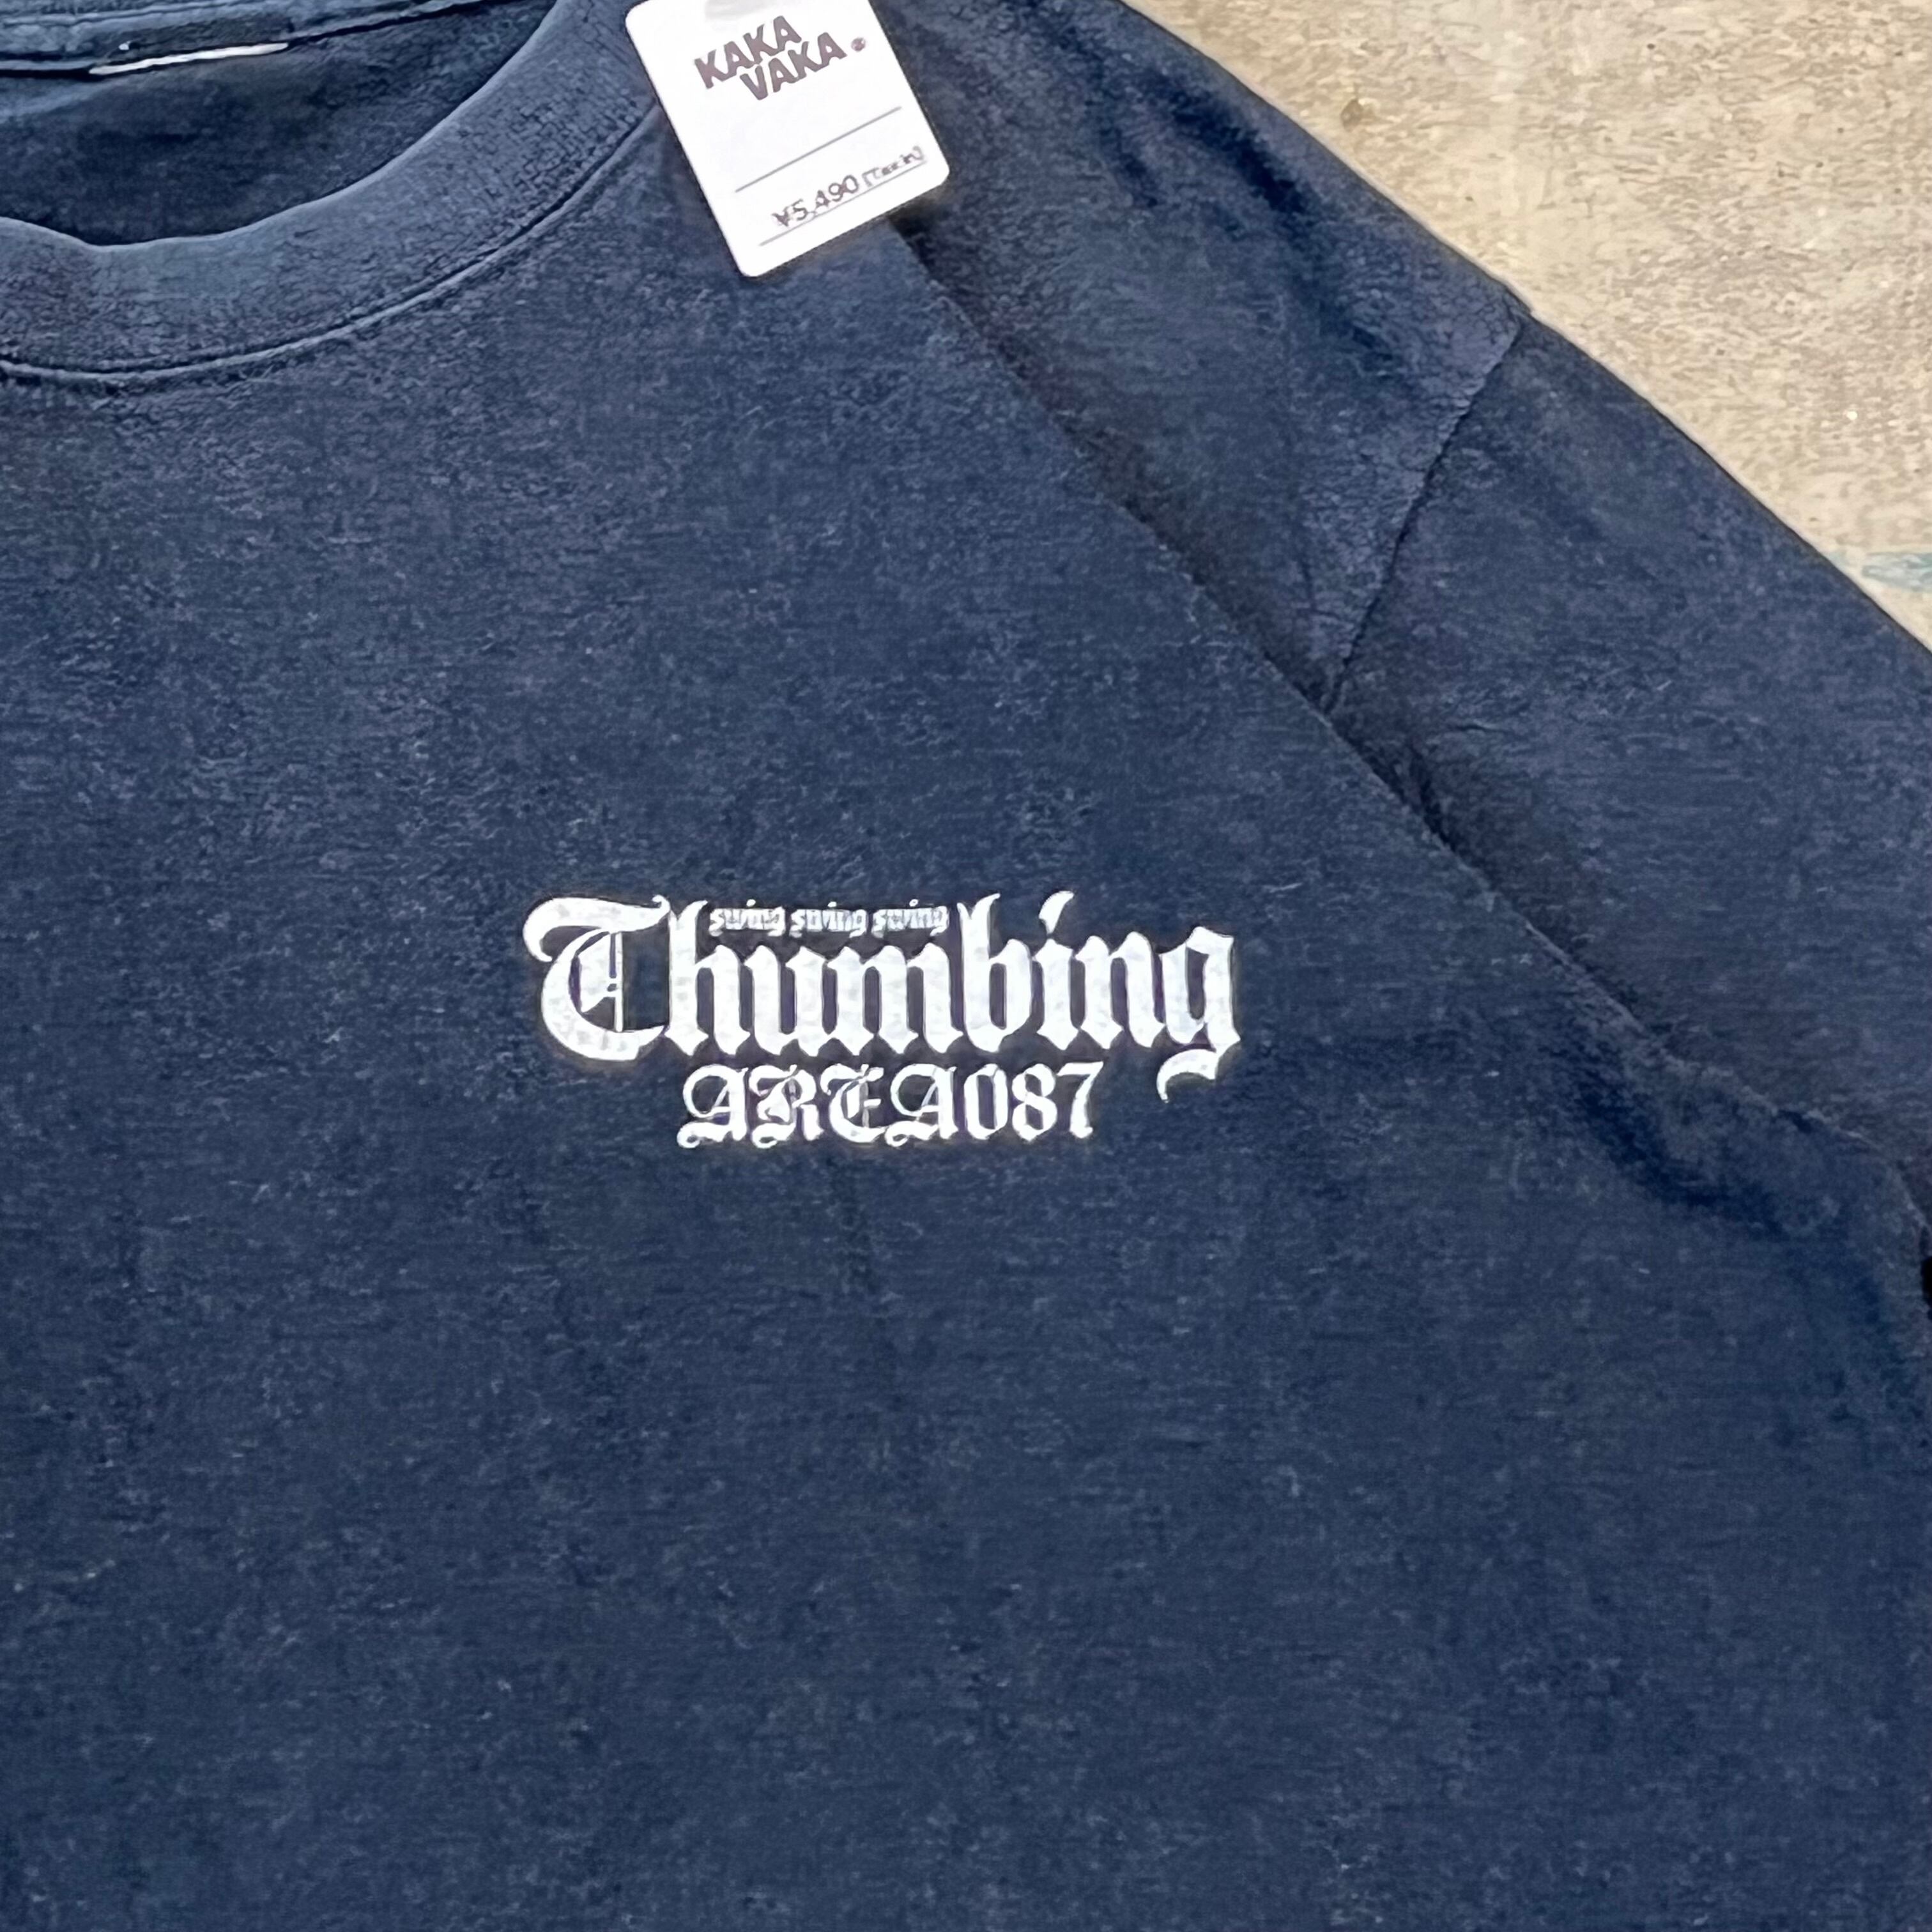 KAKA
VAKA®
¥5,490 [Tax in]
swing swing swing
Thumbing
AREA087